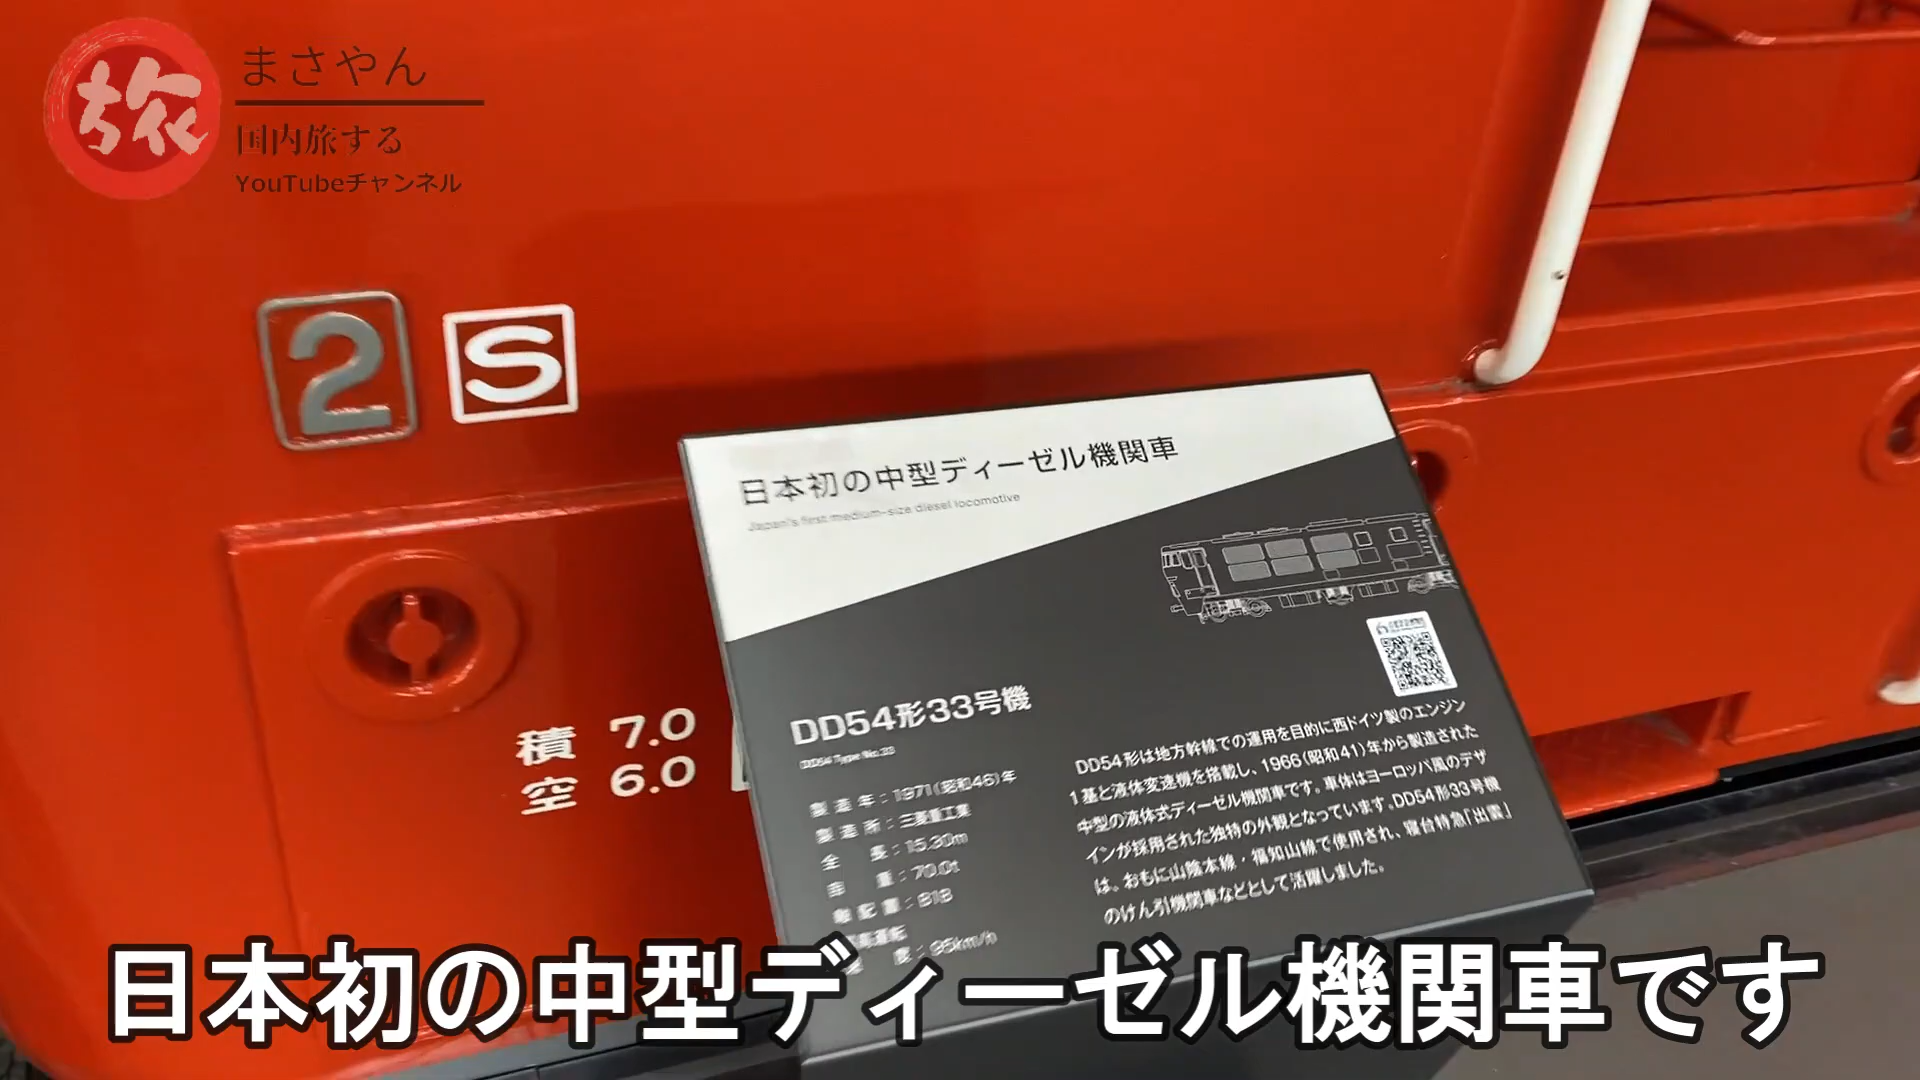 旅
まさやん
国内旅する
YouTubeチャンネル
2 S
日本初の中型ディーゼル機関車
Japan's first medium-size diesel locomotive
積 7.0
空 6.0
DD54形33号機
DD54 Type No.33
製造年:1971(昭和46)年
製造所:三菱重工業
全長:15.30m
自重:70.0t
軸配置:B1B
最高運転
速度:95km/h
DD54形は地方幹線での運用を目的に西ドイツ製のエンジン
1基と液体変速機を搭載し、1966(昭和41)年から製造された
中型の液体式ディーゼル機関車です。車体はヨーロッパ風のデザ
インが採用された独特の外観となっています。DD54形33号機
は、おもに山陰本線・福知山線で使用され、寝台特急「出雲」
のけん引機関車などとして活躍しました。
日本初の中型ディーゼル機関車です